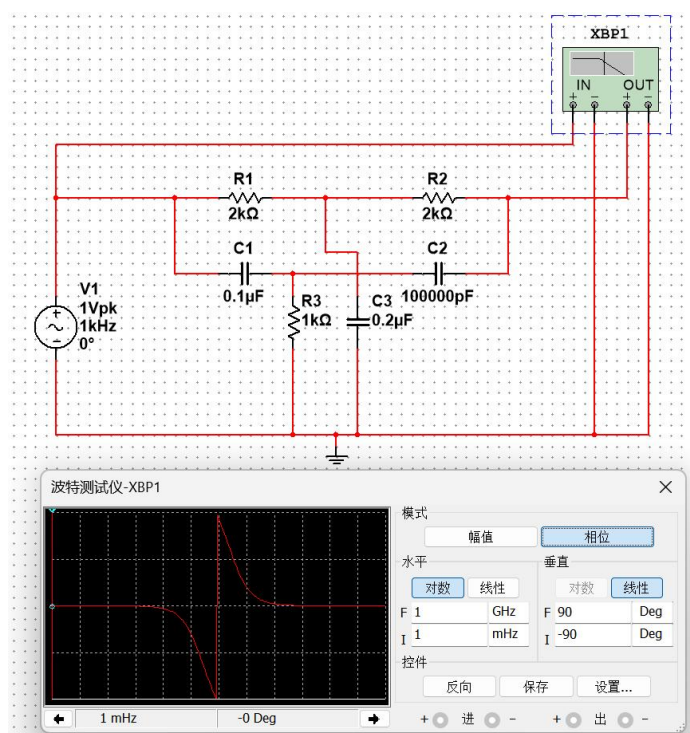 XBP1
IN OUT
+ − + −
R1
2kΩ
R2
2kΩ
C1
0.1µF
C2
100000pF
V1
1Vpk
1kHz
0°
R3
1kΩ
C3
0.2µF
波特测试仪-XBP1
模式
幅值 相位
水平 垂直
对数 线性 对数 线性
F 1 GHz F 90 Deg
I 1 mHz I -90 Deg
控件
反向 保存 设置...
1 mHz -0 Deg
+ 进 − + 出 −